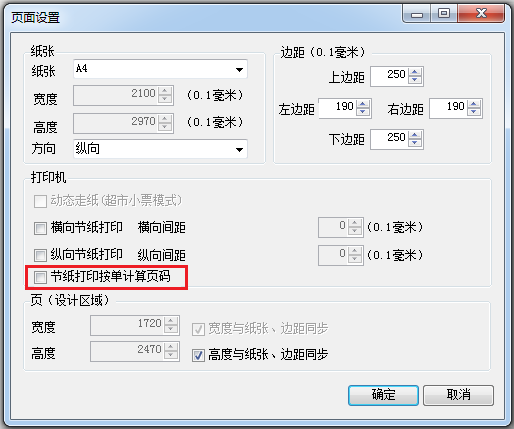 页面设置
纸张
纸张 A4
宽度 2100 (0.1毫米)
高度 2970 (0.1毫米)
方向 纵向
边距（0.1毫米）
上边距 250
左边距 190 右边距 190
下边距 250
打印机
动态走纸(超市小票模式)
横向节纸打印 横向间距 0 (0.1毫米)
纵向节纸打印 纵向间距 0 (0.1毫米)
节纸打印按单计算页码
页（设计区域）
宽度 1720 宽度与纸张、边距同步
高度 2470 高度与纸张、边距同步
确定 取消